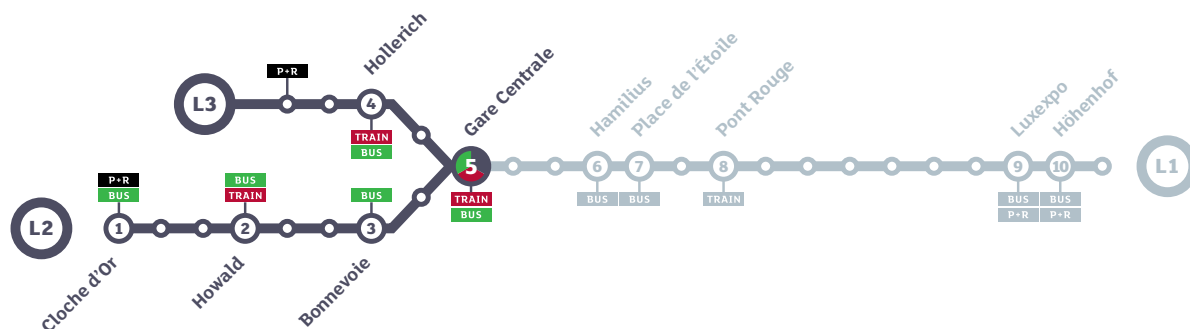 Hollerich
Gare Centrale
Hamilius
Place de l'Étoile
Pont Rouge
Luxexpo
Höhenhof
P+R
L3
4
TRAIN
BUS
5
TRAIN
BUS
6
BUS
7
BUS
8
TRAIN
9
BUS
P+R
10
BUS
P+R
L1
P+R
BUS
BUS
TRAIN
BUS
L2
1
2
3
Cloche d'Or
Howald
Bonnevoie